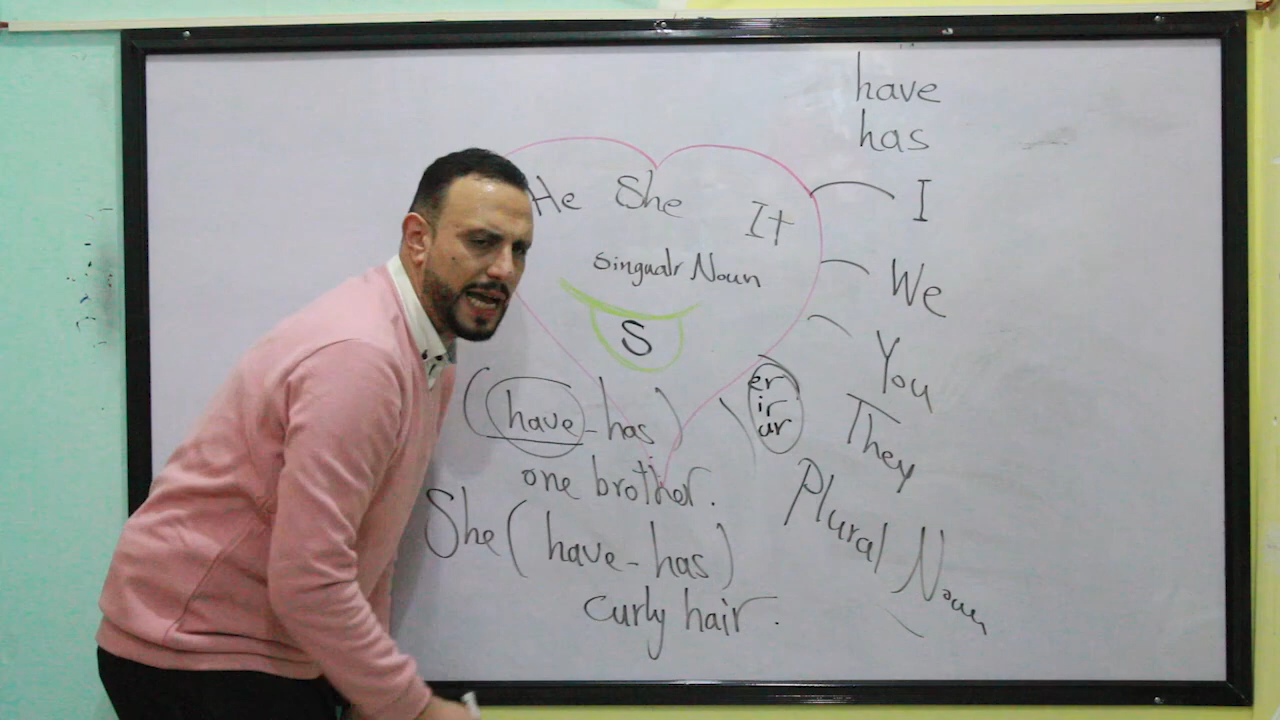 have
has
He She It
I
Singualr Noun
We
S
You
er
ir
ur
They
(have - has)
one brother.
Plural Noun
She (have - has)
curly hair.